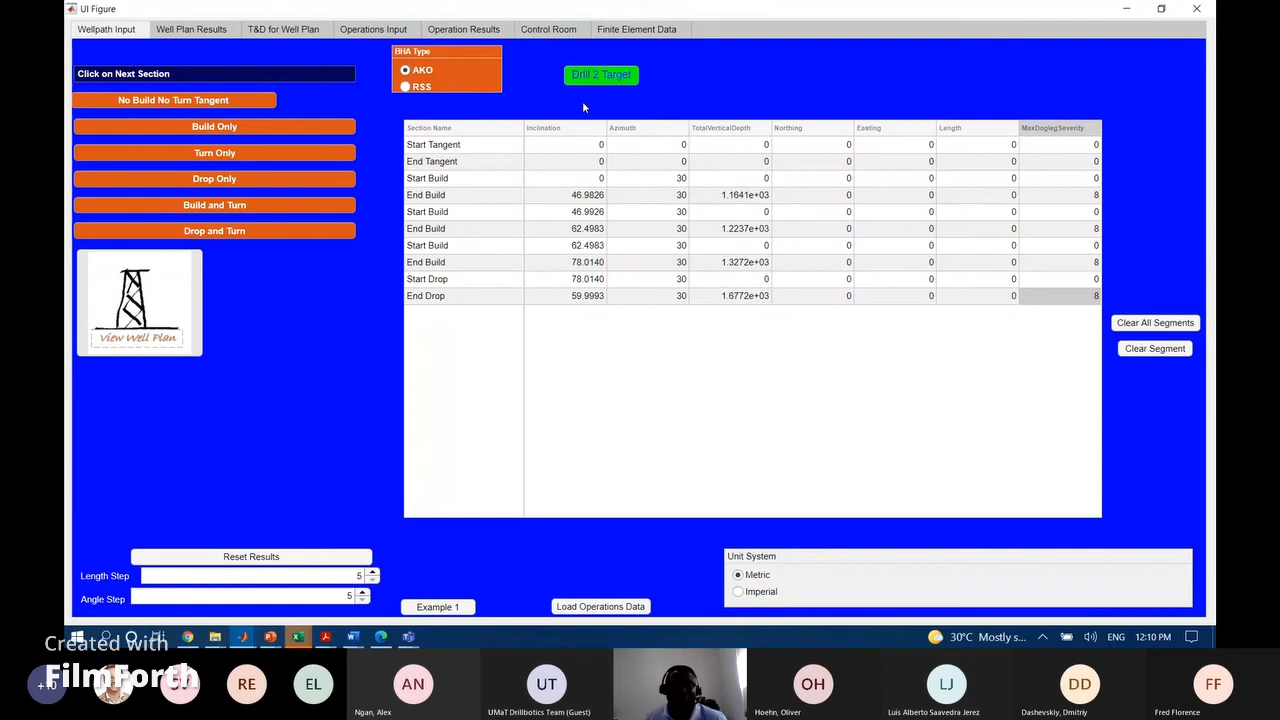 UI Figure
Wellpath Input Well Plan Results T&D for Well Plan Operations Input Operation Results Control Room Finite Element Data
Click on Next Section
No Build No Turn Tangent
Build Only
Turn Only
Drop Only
Build and Turn
Drop and Turn
View Well Plan
BHA Type
AKO
RSS
Drill 2 Target
Section Name Inclination Azimuth TotalVerticalDepth Northing Easting Length MaxDoglegSeverity
Start Tangent 0 0 0 0 0 0 0
End Tangent 0 0 0 0 0 0 0
Start Build 0 30 0 0 0 0 0
End Build 46.9826 30 1.1641e+03 0 0 0 8
Start Build 46.9926 30 0 0 0 0 0
End Build 62.4983 30 1.2237e+03 0 0 0 8
Start Build 62.4983 30 0 0 0 0 0
End Build 78.0140 30 1.3272e+03 0 0 0 8
Start Drop 78.0140 30 0 0 0 0 0
End Drop 59.9993 30 1.6772e+03 0 0 0 8
Clear All Segments
Clear Segment
Reset Results
Length Step 5
Angle Step 5
Example 1
Load Operations Data
Unit System
Metric
Imperial
30°C Mostly s... ENG 12:10 PM
Created with
FilmForth
+10 RE EL AN UT OH LJ DD FF
Ngan, Alex UMaT Drillbotics Team (Guest) Hoehn, Oliver Luis Alberto Saavedra Jerez Dashevskiy, Dmitriy Fred Florence